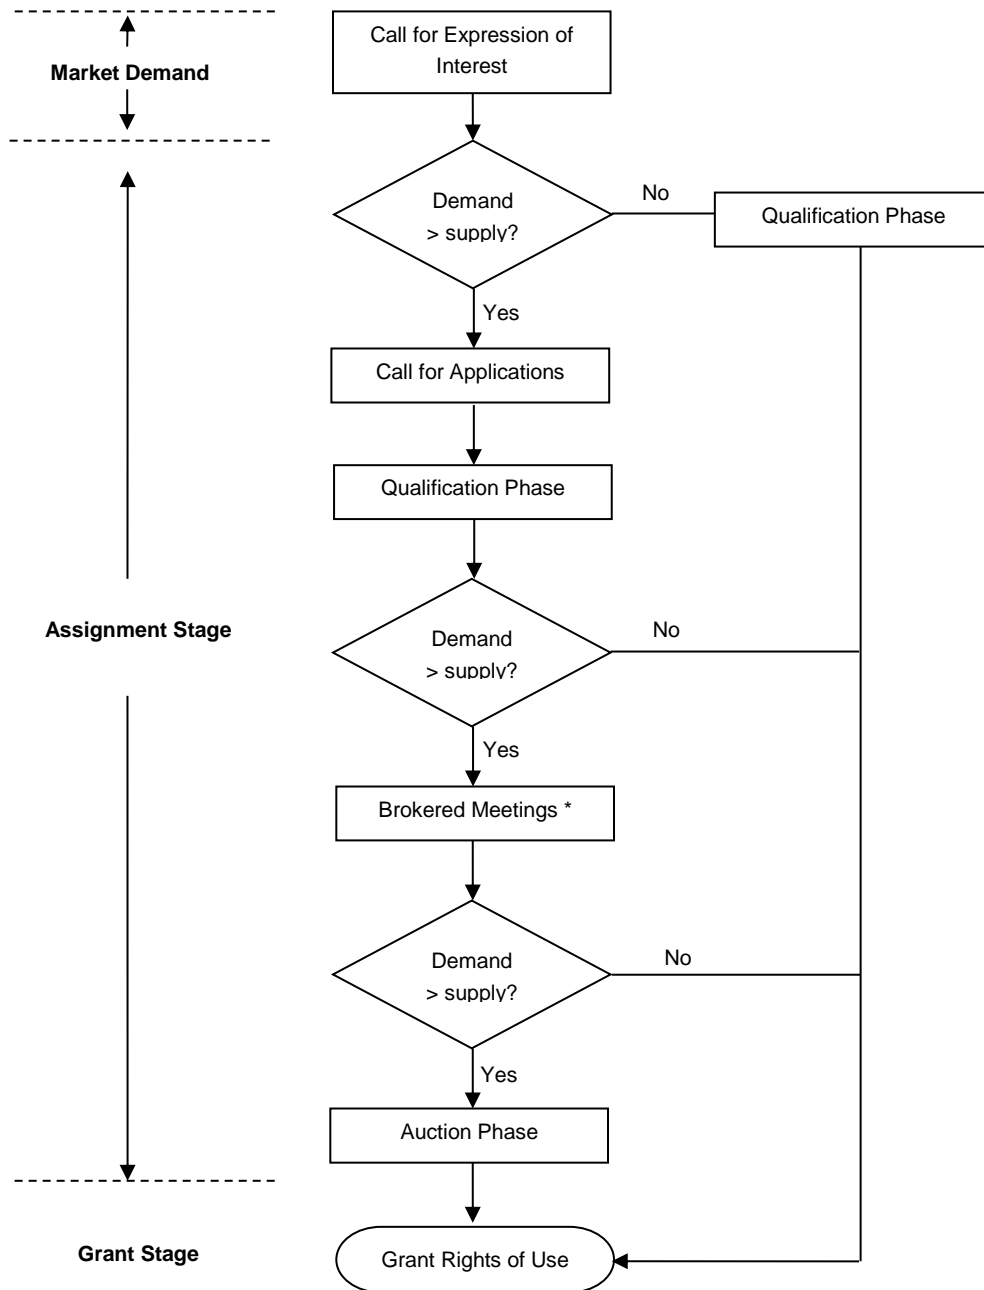 Call for Expression of
Interest
Market Demand
Demand
> supply?
No
Qualification Phase
Yes
Call for Applications
Qualification Phase
Assignment Stage
Demand
> supply?
No
Yes
Brokered Meetings *
Demand
> supply?
No
Yes
Auction Phase
Grant Stage
Grant Rights of Use